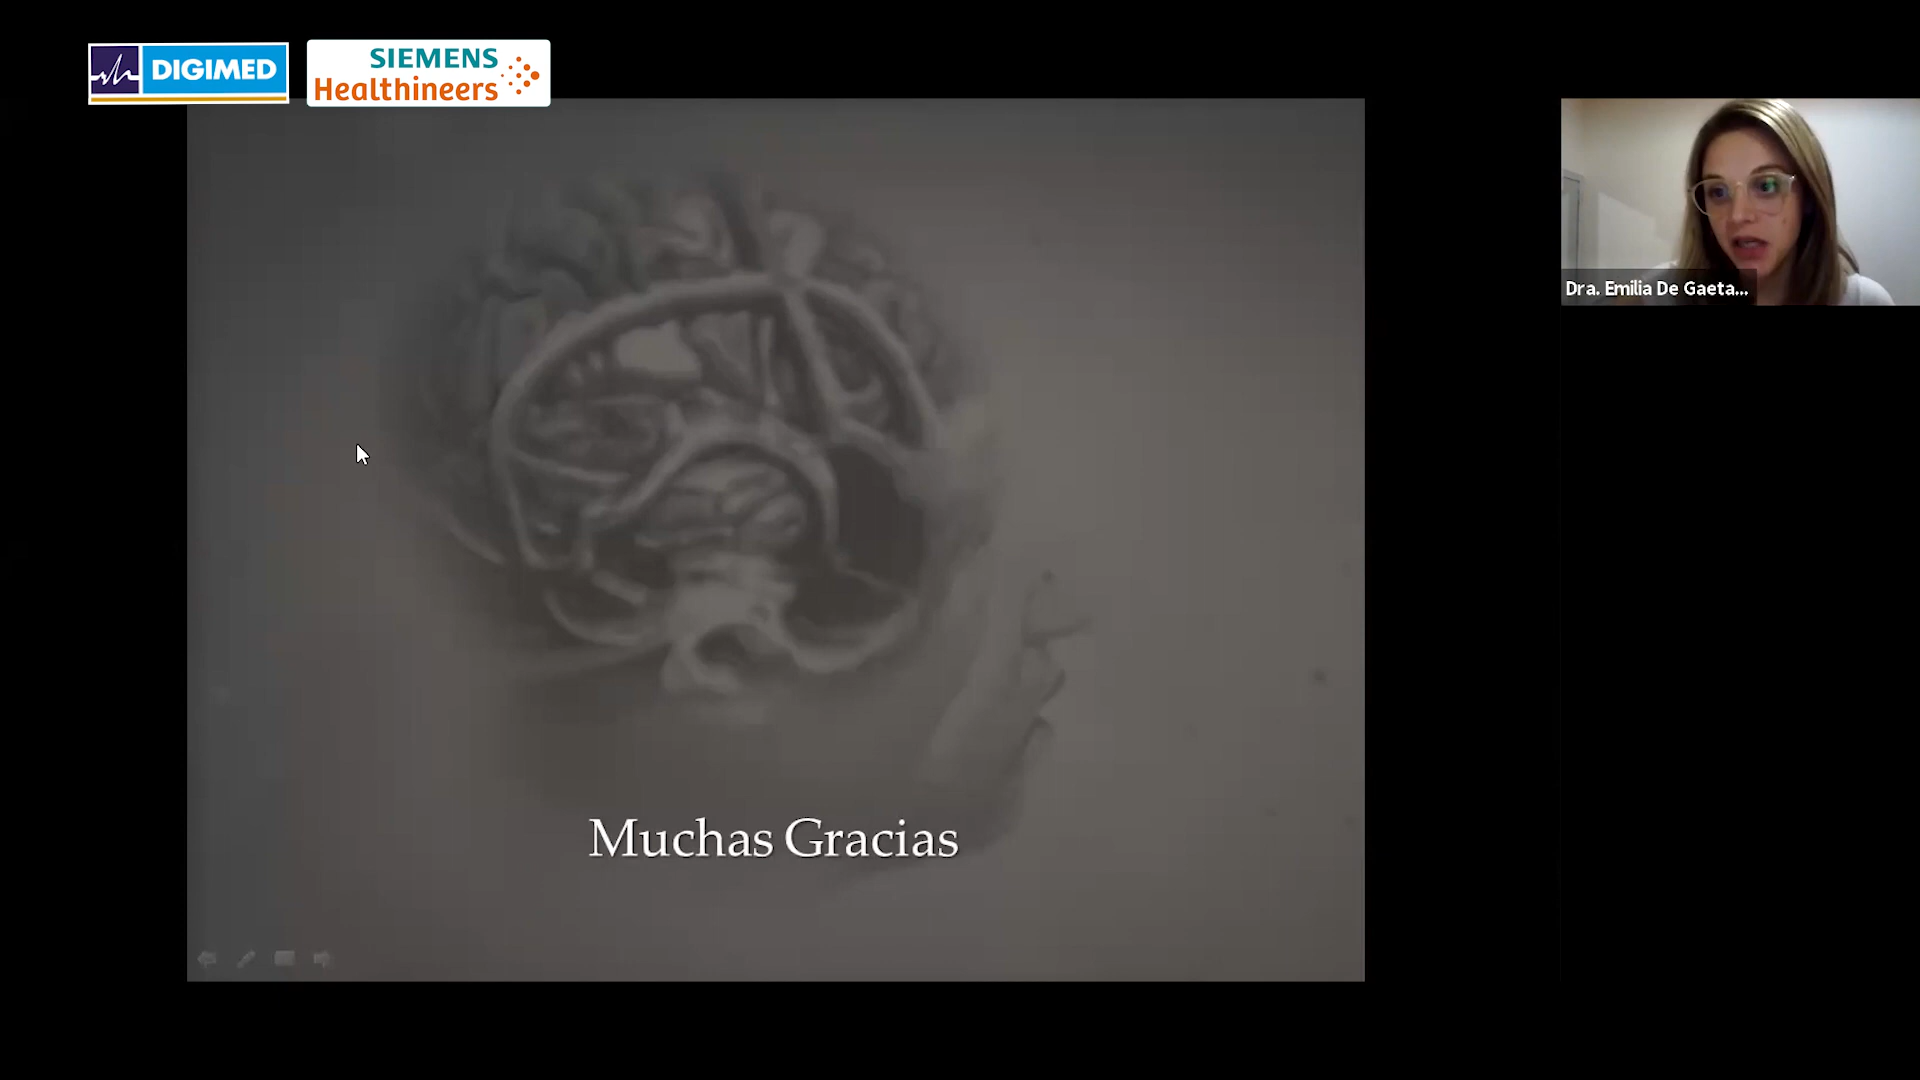 DIGIMED
SIEMENS
Healthineers
Dra. Emilia De Gaeta...
Muchas Gracias